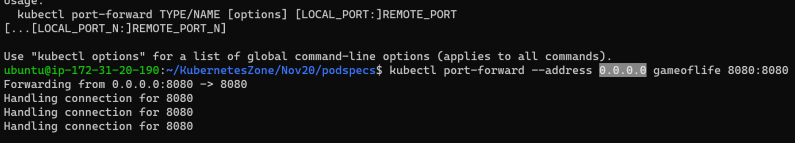 Usage:
  kubectl port-forward TYPE/NAME [options] [LOCAL_PORT:]REMOTE_PORT
[...[LOCAL_PORT_N:]REMOTE_PORT_N]

Use "kubectl options" for a list of global command-line options (applies to all commands).
ubuntu@ip-172-31-20-190:~/KubernetesZone/Nov20/podspecs$ kubectl port-forward --address 0.0.0.0 gameoflife 8080:8080
Forwarding from 0.0.0.0:8080 -> 8080
Handling connection for 8080
Handling connection for 8080
Handling connection for 8080